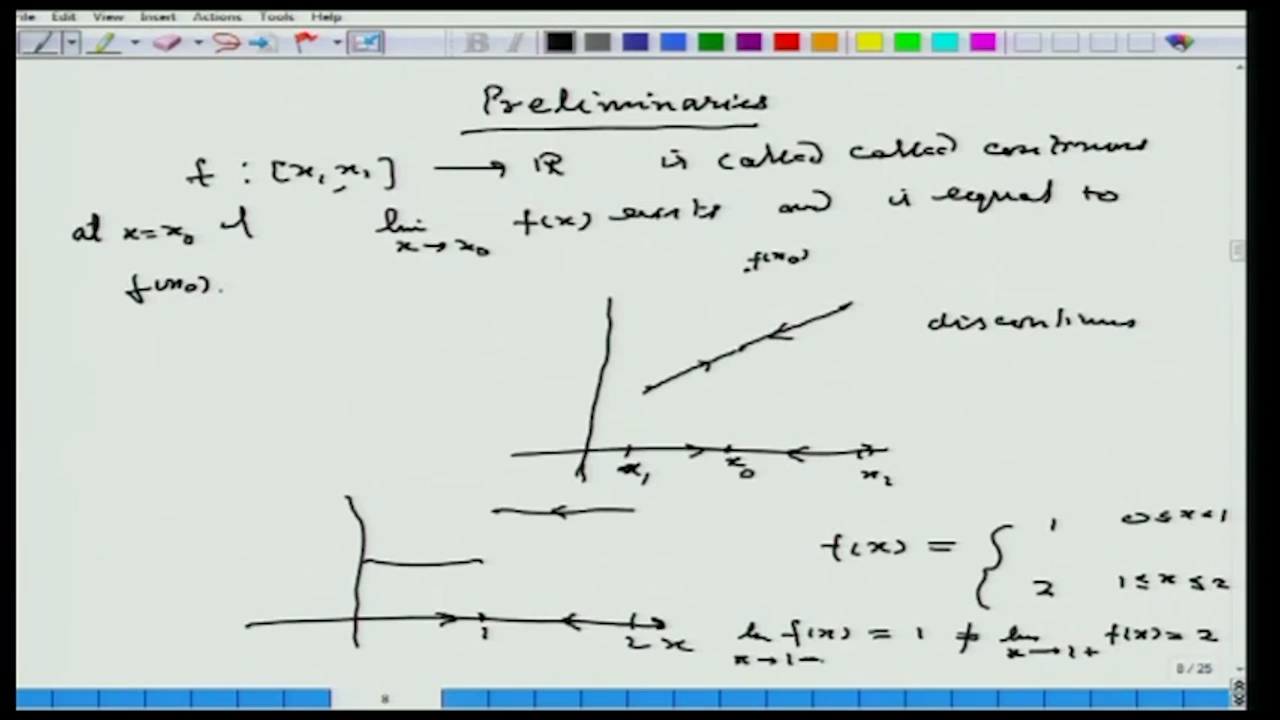 File Edit View Insert Actions Tools Help
Preliminaries
f : [x₁, x₁] → ℝ is called called continuous
at x=x₀ if lim x→x₀ f(x) exists and is equal to
f(x₀).
.f(x₀)
discontinuous
x₁ x₀ x₂
f(x) = { 1 0≤x<1
2 1≤x≤2
1 2 x
lim x→1− f(x) = 1 ≠ lim x→1+ f(x) = 2
8/25
8